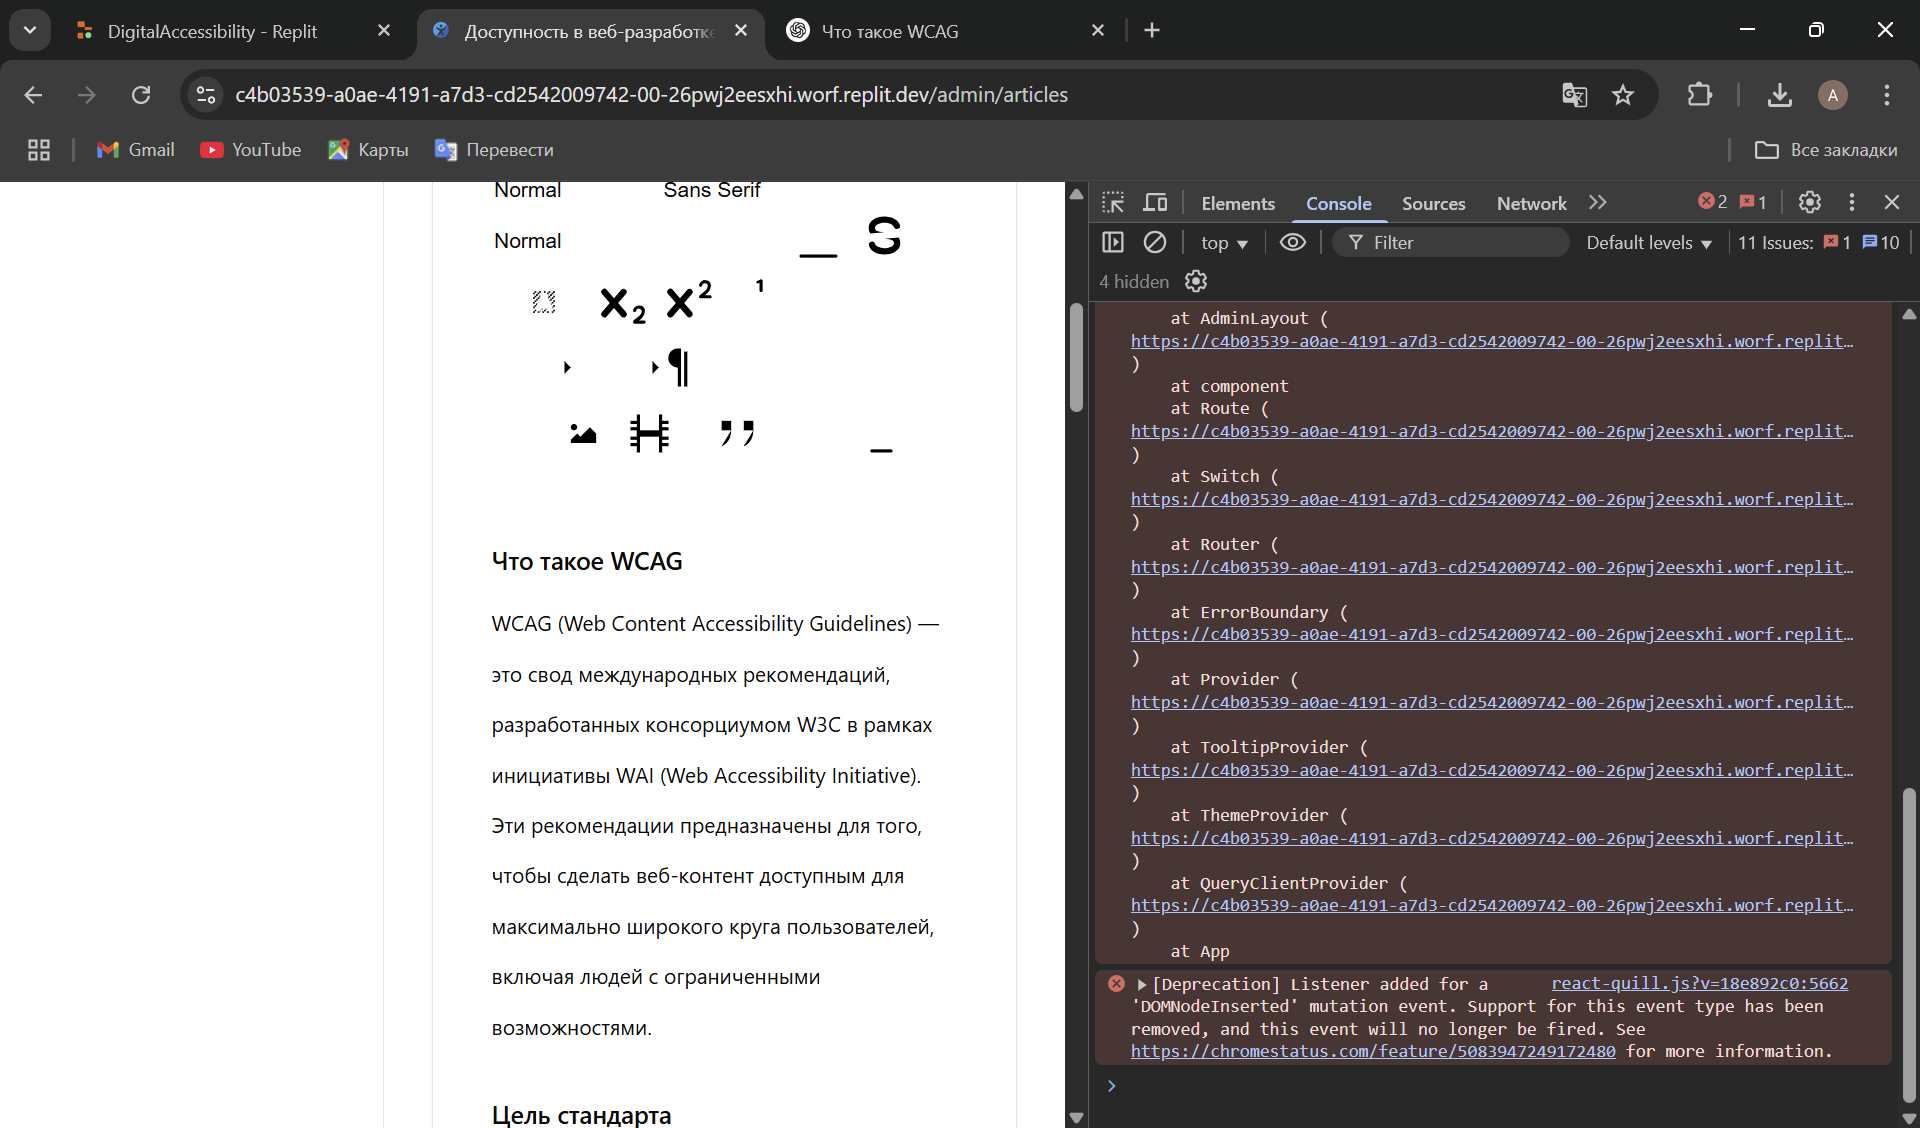 DigitalAccessibility - Replit
Доступность в веб-разработке
Что такое WCAG
c4b03539-a0ae-4191-a7d3-cd2542009742-00-26pwj2eesxhi.worf.replit.dev/admin/articles
A
Gmail
YouTube
Карты
Перевести
Все закладки
Normal Sans Serif
Normal S
x₂ x² ¹
¶
Что такое WCAG
WCAG (Web Content Accessibility Guidelines) —
это свод международных рекомендаций,
разработанных консорциумом W3C в рамках
инициативы WAI (Web Accessibility Initiative).
Эти рекомендации предназначены для того,
чтобы сделать веб-контент доступным для
максимально широкого круга пользователей,
включая людей с ограниченными
возможностями.
Цель стандарта
Elements Console Sources Network 2 1
top Filter Default levels 11 Issues: 1 10
4 hidden
at AdminLayout (
https://c4b03539-a0ae-4191-a7d3-cd2542009742-00-26pwj2eesxhi.worf.replit…
)
at component
at Route (
https://c4b03539-a0ae-4191-a7d3-cd2542009742-00-26pwj2eesxhi.worf.replit…
)
at Switch (
https://c4b03539-a0ae-4191-a7d3-cd2542009742-00-26pwj2eesxhi.worf.replit…
)
at Router (
https://c4b03539-a0ae-4191-a7d3-cd2542009742-00-26pwj2eesxhi.worf.replit…
)
at ErrorBoundary (
https://c4b03539-a0ae-4191-a7d3-cd2542009742-00-26pwj2eesxhi.worf.replit…
)
at Provider (
https://c4b03539-a0ae-4191-a7d3-cd2542009742-00-26pwj2eesxhi.worf.replit…
)
at TooltipProvider (
https://c4b03539-a0ae-4191-a7d3-cd2542009742-00-26pwj2eesxhi.worf.replit…
)
at ThemeProvider (
https://c4b03539-a0ae-4191-a7d3-cd2542009742-00-26pwj2eesxhi.worf.replit…
)
at QueryClientProvider (
https://c4b03539-a0ae-4191-a7d3-cd2542009742-00-26pwj2eesxhi.worf.replit…
)
at App
[Deprecation] Listener added for a react-quill.js?v=18e892c0:5662
'DOMNodeInserted' mutation event. Support for this event type has been
removed, and this event will no longer be fired. See
https://chromestatus.com/feature/5083947249172480 for more information.